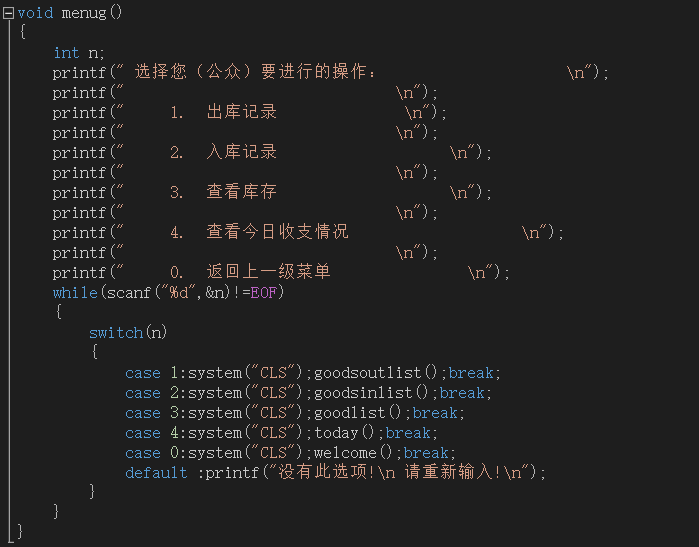 void menug()
{
    int n;
    printf(" 选择您（公众）要进行的操作：                     \n");
    printf("                              \n");
    printf("     1.  出库记录                 \n");
    printf("                              \n");
    printf("     2.  入库记录                      \n");
    printf("                              \n");
    printf("     3.  查看库存                      \n");
    printf("                              \n");
    printf("     4.  查看今日收支情况                   \n");
    printf("                              \n");
    printf("     0.  返回上一级菜单               \n");
    while(scanf("%d",&n)!=EOF)
    {
        switch(n)
        {
            case 1:system("CLS");goodsoutlist();break;
            case 2:system("CLS");goodsinlist();break;
            case 3:system("CLS");goodlist();break;
            case 4:system("CLS");today();break;
            case 0:system("CLS");welcome();break;
            default :printf("没有此选项!\n 请重新输入!\n");
        }
    }
}